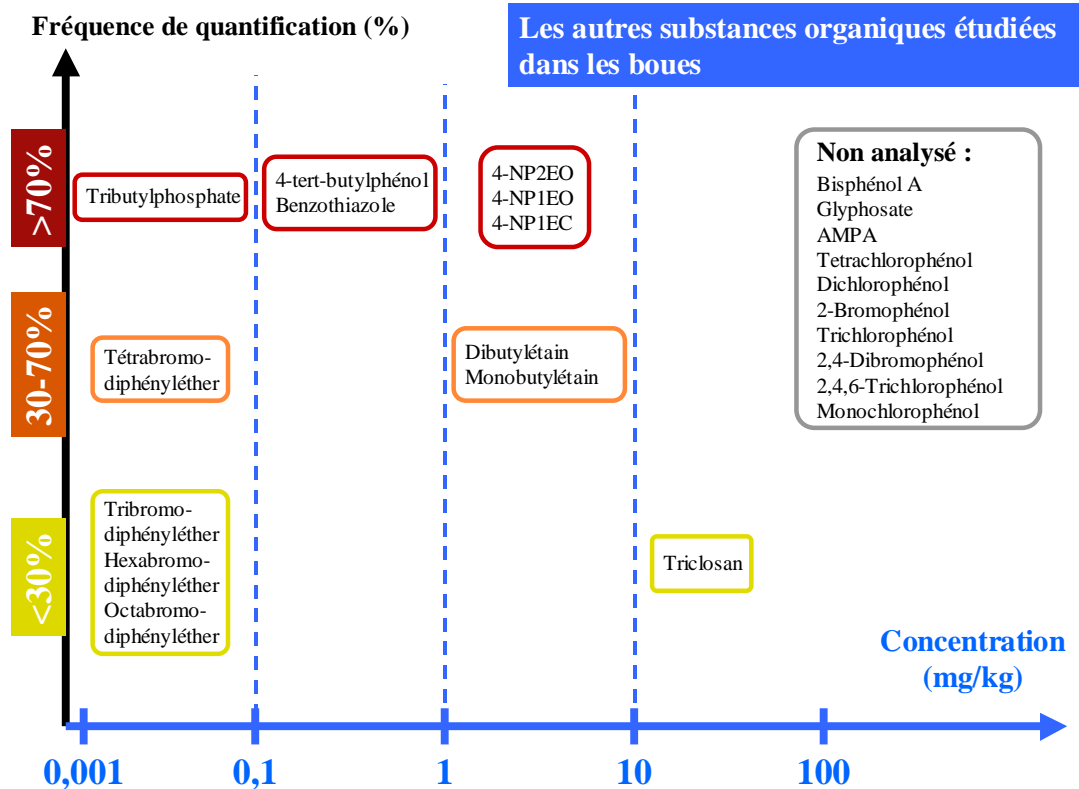 Fréquence de quantification (%)
Les autres substances organiques étudiées
dans les boues
>70%
Tributylphosphate
4-tert-butylphénol
Benzothiazole
4-NP2EO
4-NP1EO
4-NP1EC
Non analysé :
Bisphénol A
Glyphosate
AMPA
Tetrachlorophénol
Dichlorophénol
2-Bromophénol
Trichlorophénol
2,4-Dibromophénol
2,4,6-Trichlorophénol
Monochlorophénol
30-70%
Tétrabromo-
diphényléther
Dibutylétain
Monobutylétain
<30%
Tribromo-
diphényléther
Hexabromo-
diphényléther
Octabromo-
diphényléther
Triclosan
Concentration
(mg/kg)
0,001
0,1
1
10
100